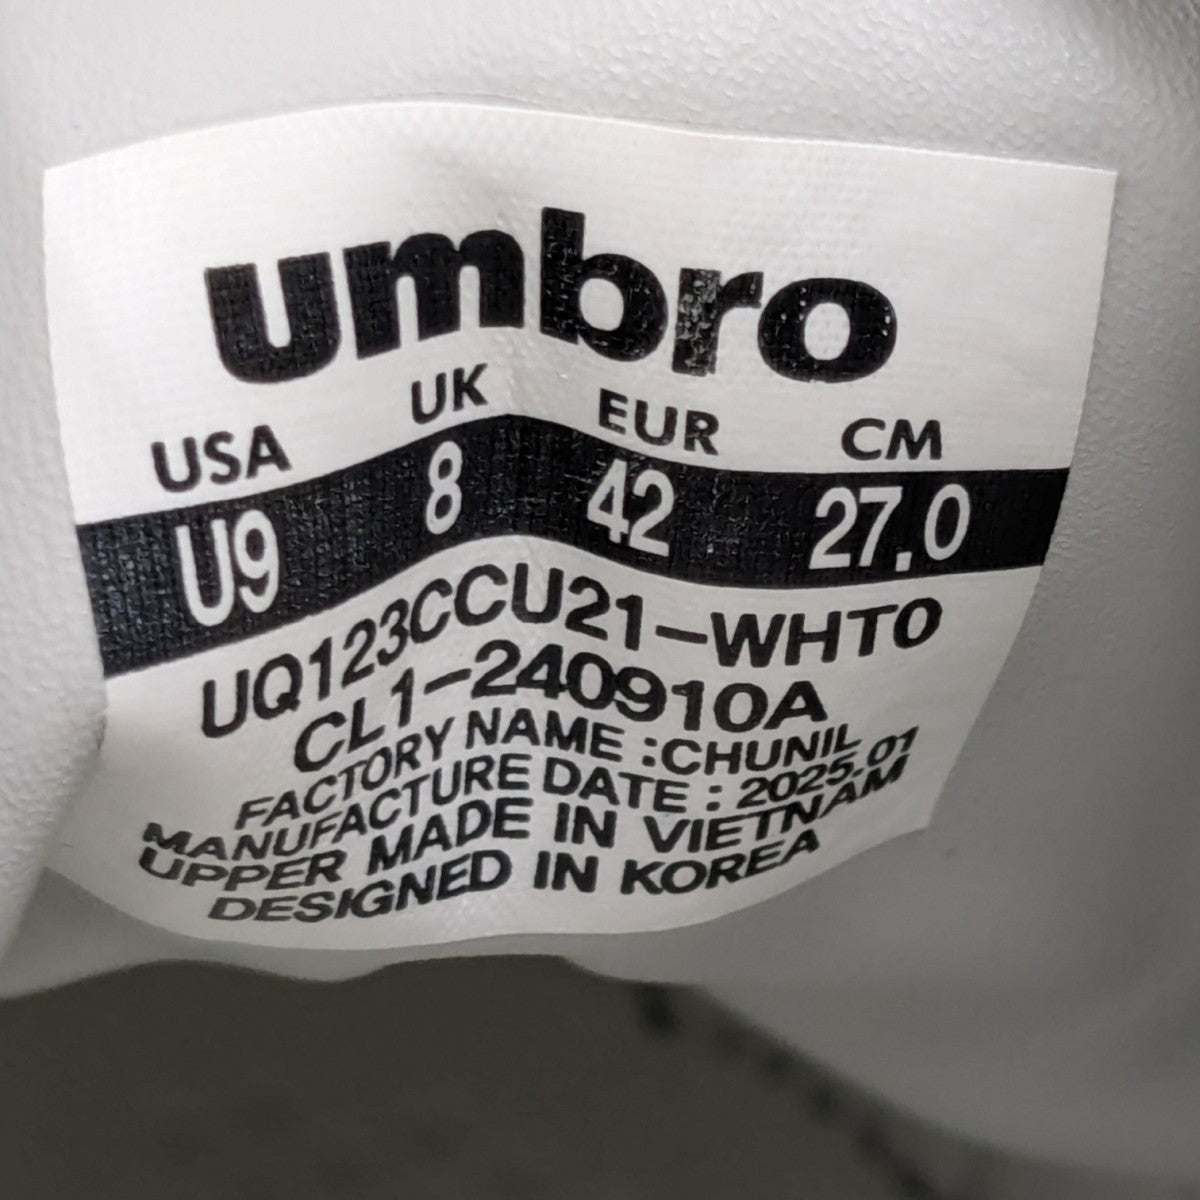 umbro
USA UK EUR CM
U9 8 42 27.0
UQ123CCU21-WHT0
CL1-240910A
FACTORY NAME :CHUNIL
MANUFACTURE DATE : 2025.01
UPPER MADE IN VIETNAM
DESIGNED IN KOREA